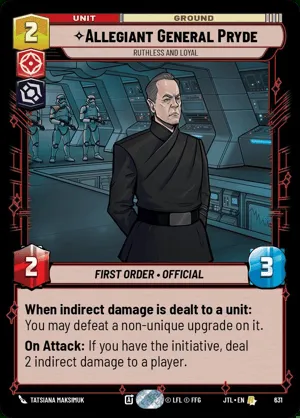 UNIT
GROUND
2
✧ALLEGIANT GENERAL PRYDE
RUTHLESS AND LOYAL
2
FIRST ORDER • OFFICIAL
3
When indirect damage is dealt to a unit:
You may defeat a non-unique upgrade on it.
On Attack: If you have the initiative, deal
2 indirect damage to a player.
TATSIANA MAKSIMUK
© LFL © FFG
JTL • EN
631